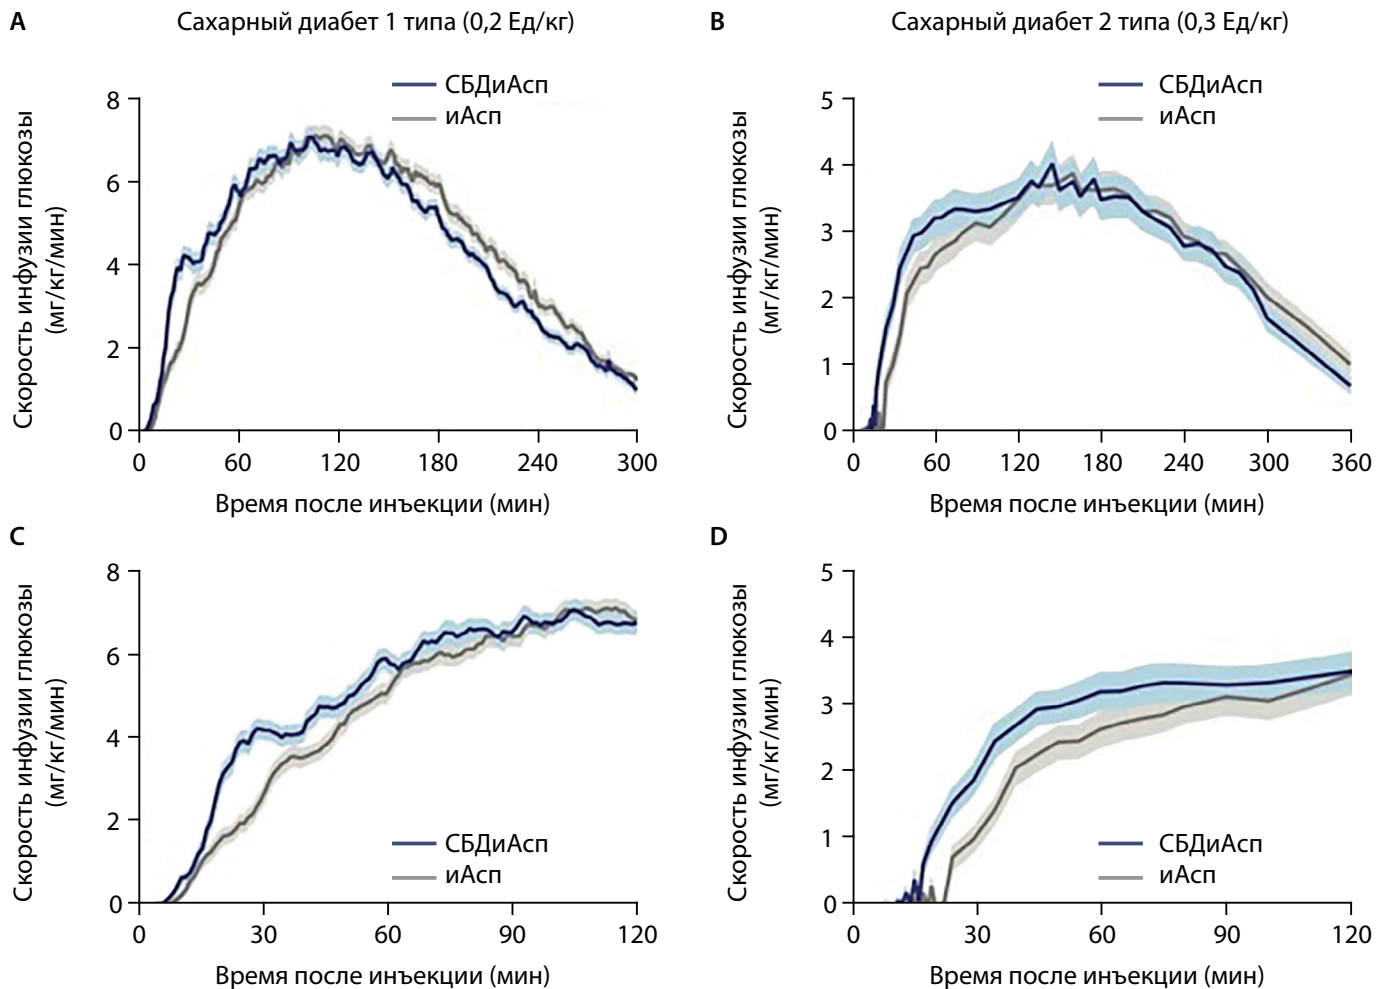 A
Сахарный диабет 1 типа (0,2 Ед/кг)
СБДиАсп
иАсп
Скорость инфузии глюкозы
(мг/кг/мин)
8
6
4
2
0
0 60 120 180 240 300
Время после инъекции (мин)
B
Сахарный диабет 2 типа (0,3 Ед/кг)
СБДиАсп
иАсп
Скорость инфузии глюкозы
(мг/кг/мин)
5
4
3
2
1
0
0 60 120 180 240 300 360
Время после инъекции (мин)
C
Скорость инфузии глюкозы
(мг/кг/мин)
8
6
4
2
0
СБДиАсп
иАсп
0 30 60 90 120
Время после инъекции (мин)
D
Скорость инфузии глюкозы
(мг/кг/мин)
5
4
3
2
1
0
СБДиАсп
иАсп
0 30 60 90 120
Время после инъекции (мин)